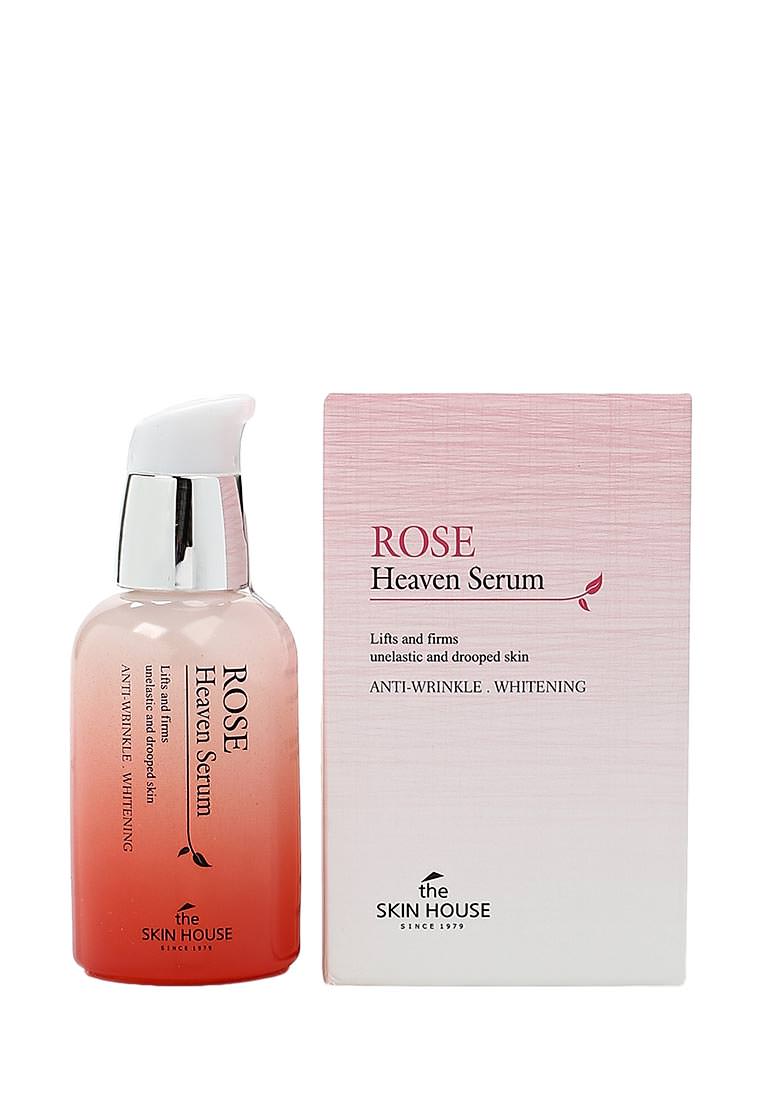 ROSE
Heaven Serum
Lifts and firms
unelastic and drooped skin
ANTI-WRINKLE . WHITENING
the
SKIN HOUSE
SINCE 1979
ROSE
Heaven Serum
Lifts and firms
unelastic and drooped skin
ANTI-WRINKLE . WHITENING
the
SKIN HOUSE
SINCE 1979